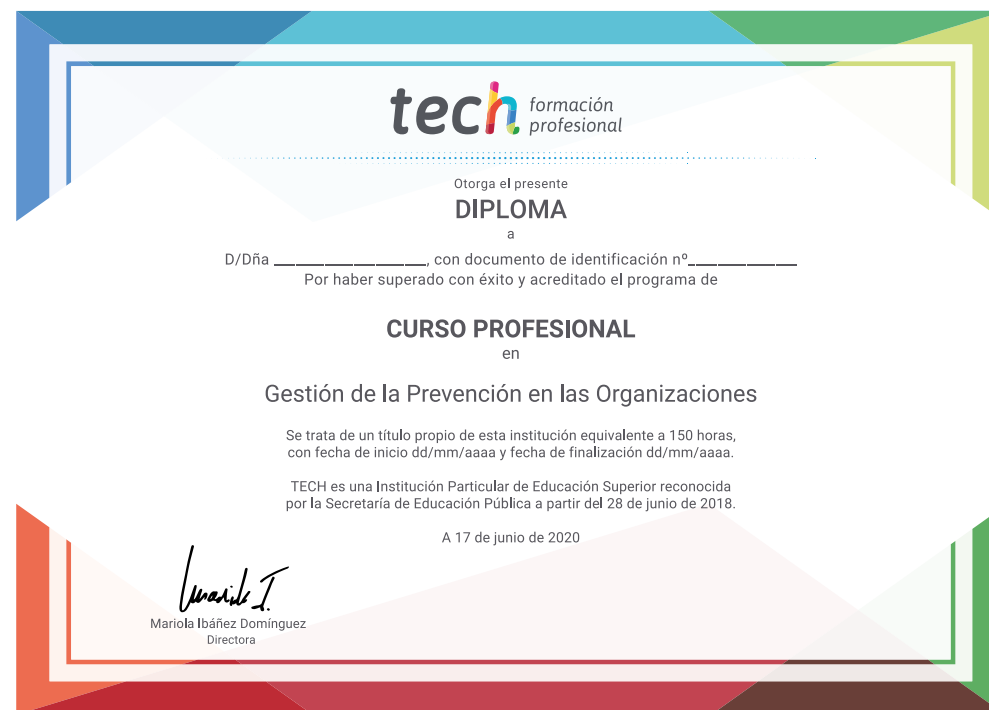 tech formación
profesional
Otorga el presente
DIPLOMA
a
D/Dña ______________, con documento de identificación nº__________
Por haber superado con éxito y acreditado el programa de
CURSO PROFESIONAL
en
Gestión de la Prevención en las Organizaciones
Se trata de un título propio de esta institución equivalente a 150 horas,
con fecha de inicio dd/mm/aaaa y fecha de finalización dd/mm/aaaa.
TECH es una Institución Particular de Educación Superior reconocida
por la Secretaría de Educación Pública a partir del 28 de junio de 2018.
A 17 de junio de 2020
Mariola I.
Mariola Ibáñez Domínguez
Directora